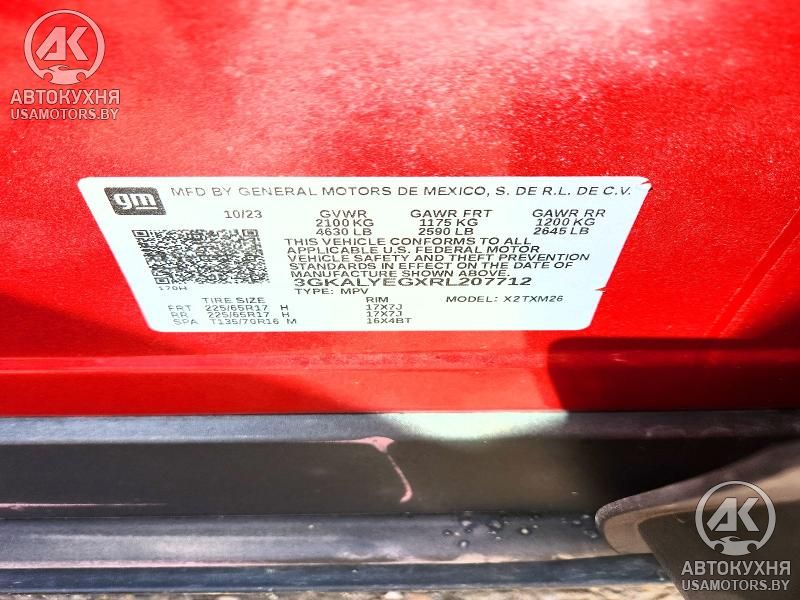 AK
АВТОКУХНЯ
USAMOTORS.BY
gm MFD BY GENERAL MOTORS DE MEXICO, S. DE R.L. DE C.V.
10/23 GVWR GAWR FRT GAWR RR
2100 KG 1175 KG 1200 KG
4630 LB 2590 LB 2645 LB
THIS VEHICLE CONFORMS TO ALL
APPLICABLE U.S. FEDERAL MOTOR
VEHICLE SAFETY AND THEFT PREVENTION
STANDARDS IN EFFECT ON THE DATE
OF MANUFACTURE SHOWN ABOVE.
170H 3GKALYEGXRL207712
TYPE: MPV MODEL: X2TXM26
TIRE SIZE RIM
FRT 225/65R17 H 17X7J
RR 225/65R17 H 17X7J
SPA T135/70R16 M 16X4BT
AK
АВТОКУХНЯ
USAMOTORS.BY